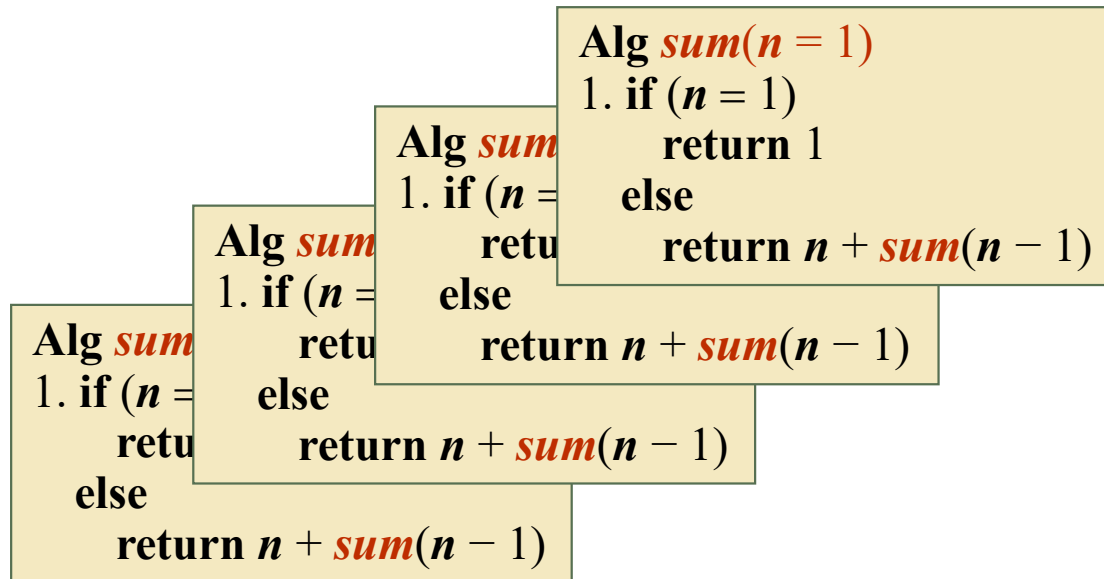 Alg sum(n = 1)
1. if (n = 1)
return 1
else
return n + sum(n − 1)
Alg sum
1. if (n =
retu
else
return n + sum(n − 1)
Alg sum
1. if (n =
retu
else
return n + sum(n − 1)
Alg sum
1. if (n =
retu
else
return n + sum(n − 1)